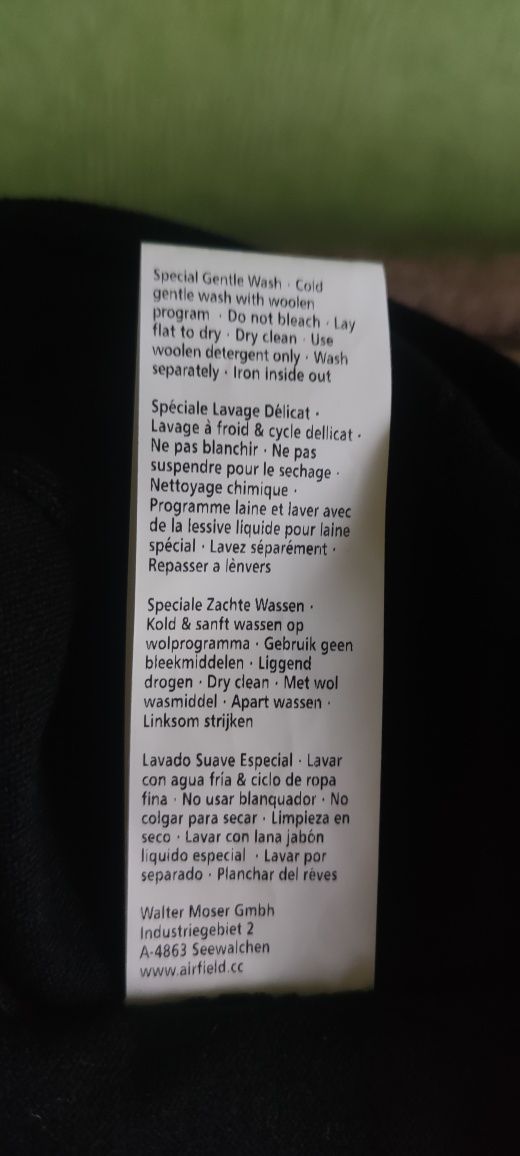 Special Gentle Wash · Cold
gentle wash with woolen
program · Do not bleach · Lay
flat to dry · Dry clean · Use
woolen detergent only · Wash
separately · Iron inside out
Spéciale Lavage Délicat ·
Lavage à froid & cycle dellicat ·
Ne pas blanchir · Ne pas
suspendre pour le sechage ·
Nettoyage chimique ·
Programme laine et laver avec
de la lessive liquide pour laine
spécial · Lavez séparément ·
Repasser a lènvers
Speciale Zachte Wassen ·
Kold & sanft wassen op
wolprogramma · Gebruik geen
bleekmiddelen · Liggend
drogen · Dry clean · Met wol
wasmiddel · Apart wassen ·
Linksom strijken
Lavado Suave Especial · Lavar
con agua fría & ciclo de ropa
fina · No usar blanquador · No
colgar para secar · Limpieza en
seco · Lavar con lana jabón
liquido especial · Lavar por
separado · Planchar del réves
Walter Moser Gmbh
Industriegebiet 2
A-4863 Seewalchen
www.airfield.cc